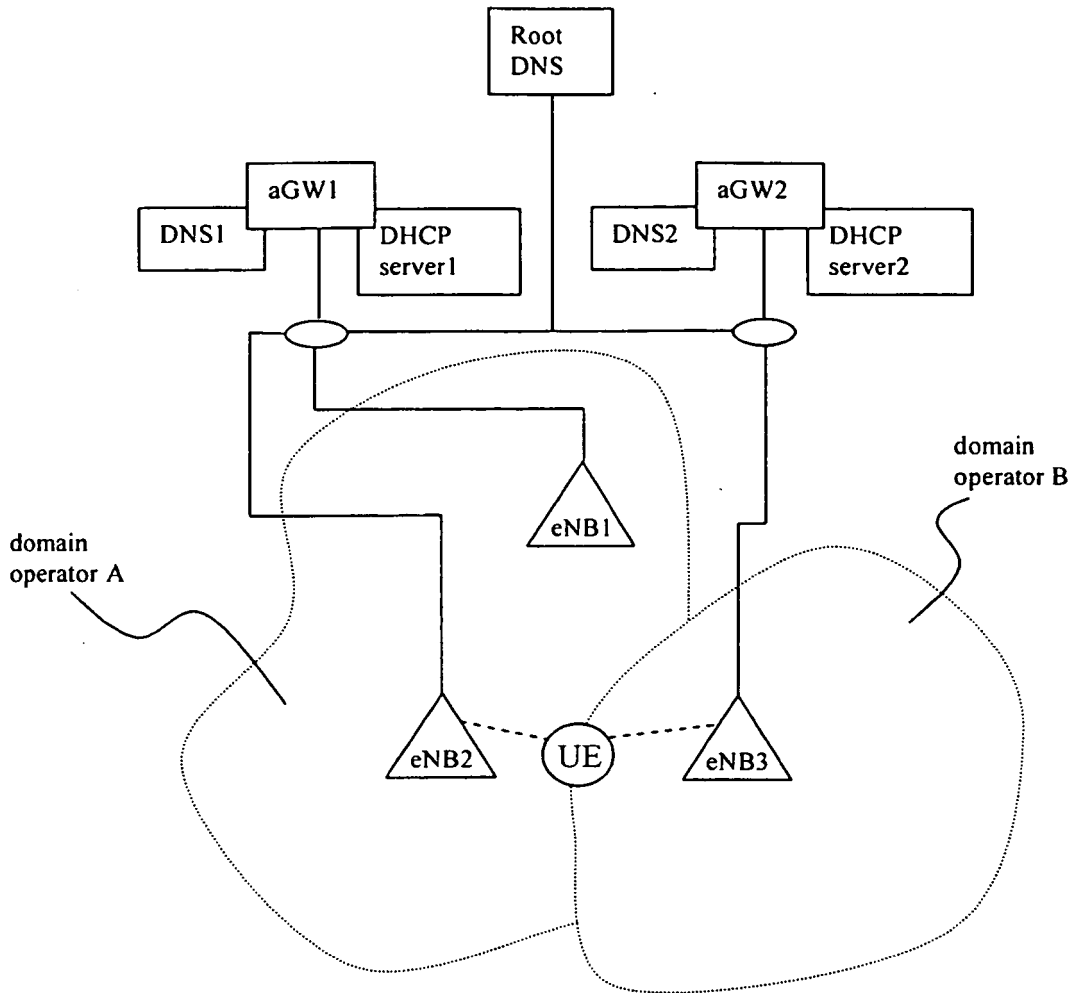 Root
DNS
aGW1
DNS1
DHCP
server1
aGW2
DNS2
DHCP
server2
domain
operator B
eNB1
domain
operator A
eNB2
UE
eNB3